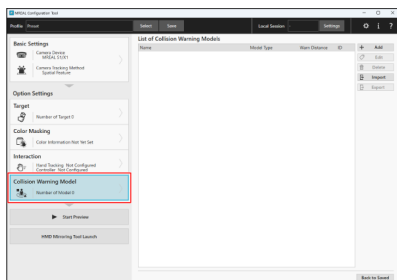 MREAL Configuration Tool
Profile Preset Select Save Local Session Settings i ?
Basic Settings
Camera Device
MREAL S1/X1
Camera Tracking Method
Spatial Feature
Option Settings
Target
Number of Target 0
Color Masking
Color Information Not Yet Set
Interaction
Hand Tracking Not Configured
Controller Not Configured
Collision Warning Model
Number of Model 0
Start Preview
HMD Mirroring Tool Launch
List of Collision Warning Models
Name Model Type Warn Distance ID
Add
Edit
Delete
Import
Export
Back to Saved